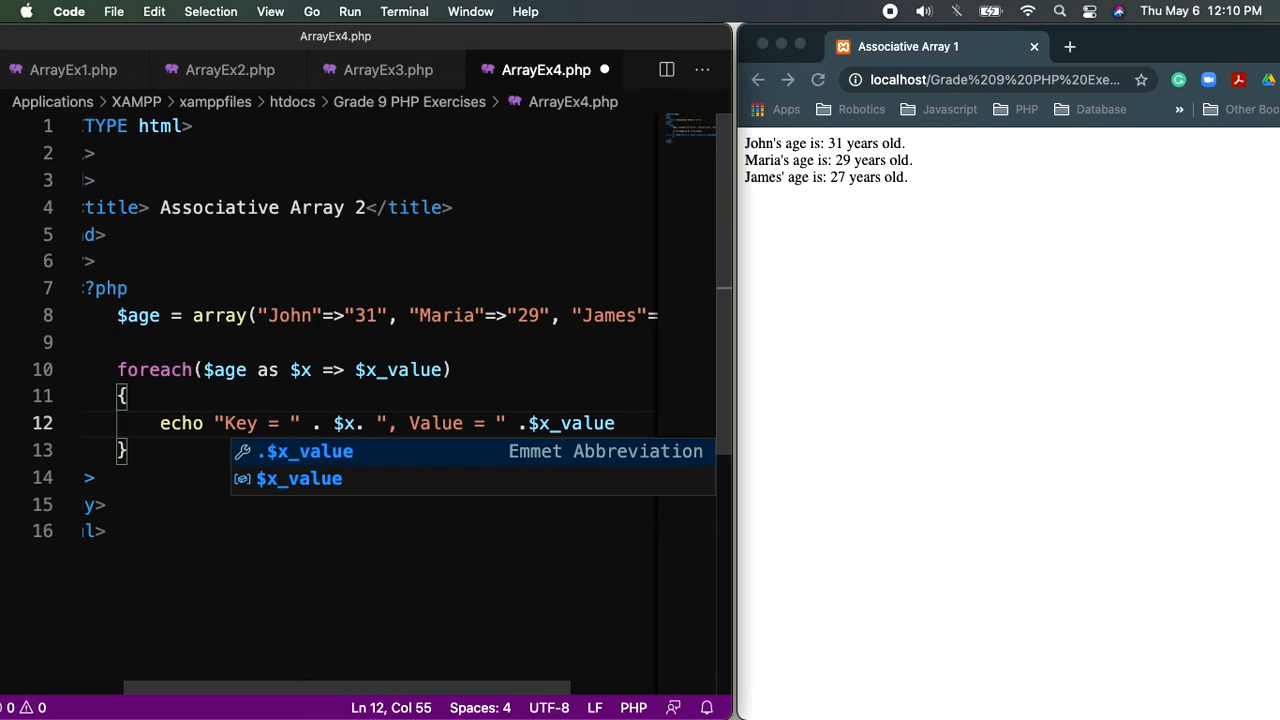 Code File Edit Selection View Go Run Terminal Window Help Thu May 6 12:10 PM
ArrayEx4.php
ArrayEx1.php ArrayEx2.php ArrayEx3.php ArrayEx4.php
Applications XAMPP xamppfiles htdocs Grade 9 PHP Exercises ArrayEx4.php
1 TYPE html>
2 >
3 >
4 title> Associative Array 2</title>
5 d>
6 >
7 <?php
8 $age = array("John"=>"31", "Maria"=>"29", "James"=
9
10 foreach($age as $x => $x_value)
11 {
12 echo "Key = " . $x. ", Value = " .$x_value
.$x_value Emmet Abbreviation
13 }
$x_value
14 >
15 y>
16 l>
0 0 Ln 12, Col 55 Spaces: 4 UTF-8 LF PHP
Associative Array 1
localhost/Grade%209%20PHP%20Exe...
Apps Robotics Javascript PHP Database » Other Boo
John's age is: 31 years old.
Maria's age is: 29 years old.
James' age is: 27 years old.